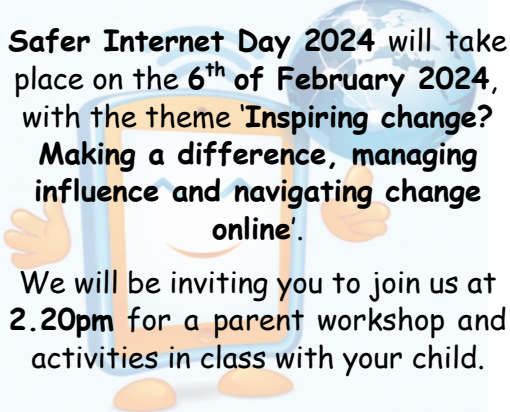 Safer Internet Day 2024 will take
place on the 6th of February 2024,
with the theme ‘Inspiring change?
Making a difference, managing
influence and navigating change
online’.
We will be inviting you to join us at
2.20pm for a parent workshop and
activities in class with your child.